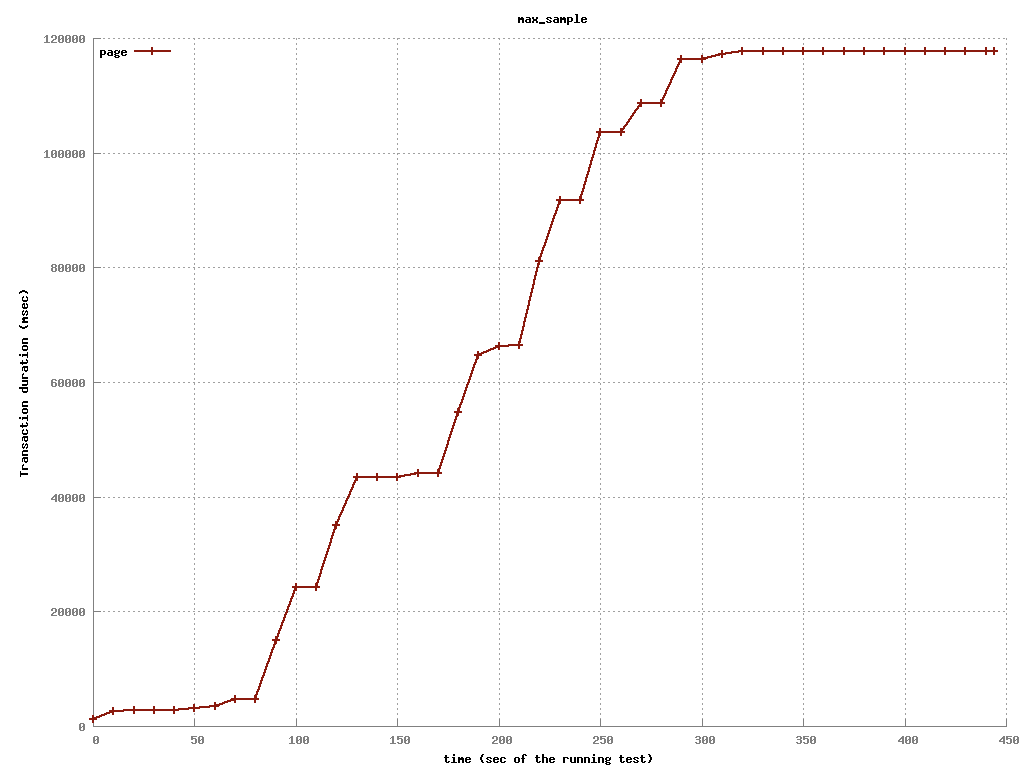 max_sample
page
120000
100000
80000
60000
40000
20000
0
Transaction duration (msec)
0 50 100 150 200 250 300 350 400 450
time (sec of the running test)